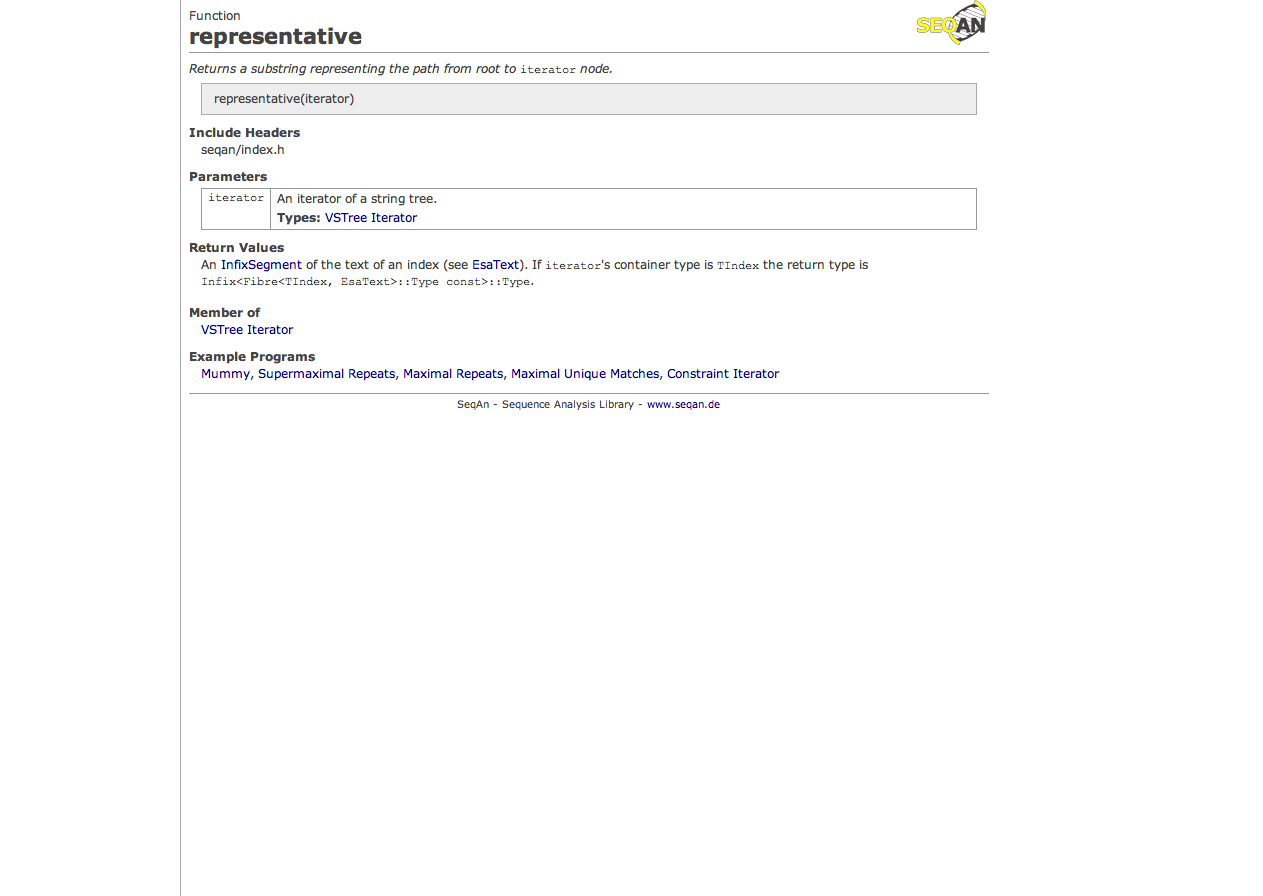 Function
representative
SEQAN
Returns a substring representing the path from root to iterator node.
representative(iterator)
Include Headers
seqan/index.h
Parameters
iterator An iterator of a string tree.
Types: VSTree Iterator
Return Values
An InfixSegment of the text of an index (see EsaText). If iterator's container type is TIndex the return type is
Infix<Fibre<TIndex, EsaText>::Type const>::Type.
Member of
VSTree Iterator
Example Programs
Mummy, Supermaximal Repeats, Maximal Repeats, Maximal Unique Matches, Constraint Iterator
SeqAn - Sequence Analysis Library - www.seqan.de